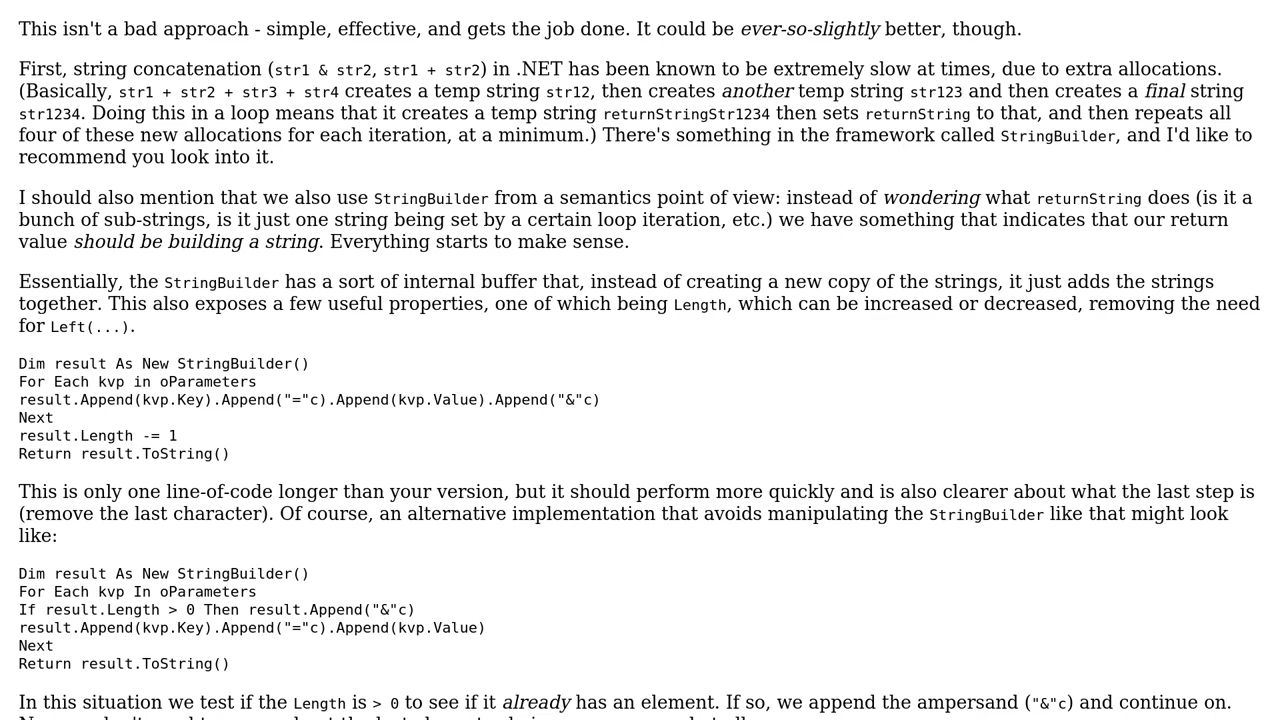 This isn't a bad approach - simple, effective, and gets the job done. It could be ever-so-slightly better, though.
First, string concatenation (str1 & str2, str1 + str2) in .NET has been known to be extremely slow at times, due to extra allocations.
(Basically, str1 + str2 + str3 + str4 creates a temp string str12, then creates another temp string str123 and then creates a final string
str1234. Doing this in a loop means that it creates a temp string returnStringStr1234 then sets returnString to that, and then repeats all
four of these new allocations for each iteration, at a minimum.) There's something in the framework called StringBuilder, and I'd like to
recommend you look into it.
I should also mention that we also use StringBuilder from a semantics point of view: instead of wondering what returnString does (is it a
bunch of sub-strings, is it just one string being set by a certain loop iteration, etc.) we have something that indicates that our return
value should be building a string. Everything starts to make sense.
Essentially, the StringBuilder has a sort of internal buffer that, instead of creating a new copy of the strings, it just adds the strings
together. This also exposes a few useful properties, one of which being Length, which can be increased or decreased, removing the need
for Left(...).
Dim result As New StringBuilder()
For Each kvp in oParameters
result.Append(kvp.Key).Append("="c).Append(kvp.Value).Append("&"c)
Next
result.Length -= 1
Return result.ToString()
This is only one line-of-code longer than your version, but it should perform more quickly and is also clearer about what the last step is
(remove the last character). Of course, an alternative implementation that avoids manipulating the StringBuilder like that might look
like:
Dim result As New StringBuilder()
For Each kvp In oParameters
If result.Length > 0 Then result.Append("&"c)
result.Append(kvp.Key).Append("="c).Append(kvp.Value)
Next
Return result.ToString()
In this situation we test if the Length is > 0 to see if it already has an element. If so, we append the ampersand ("&"c) and continue on.